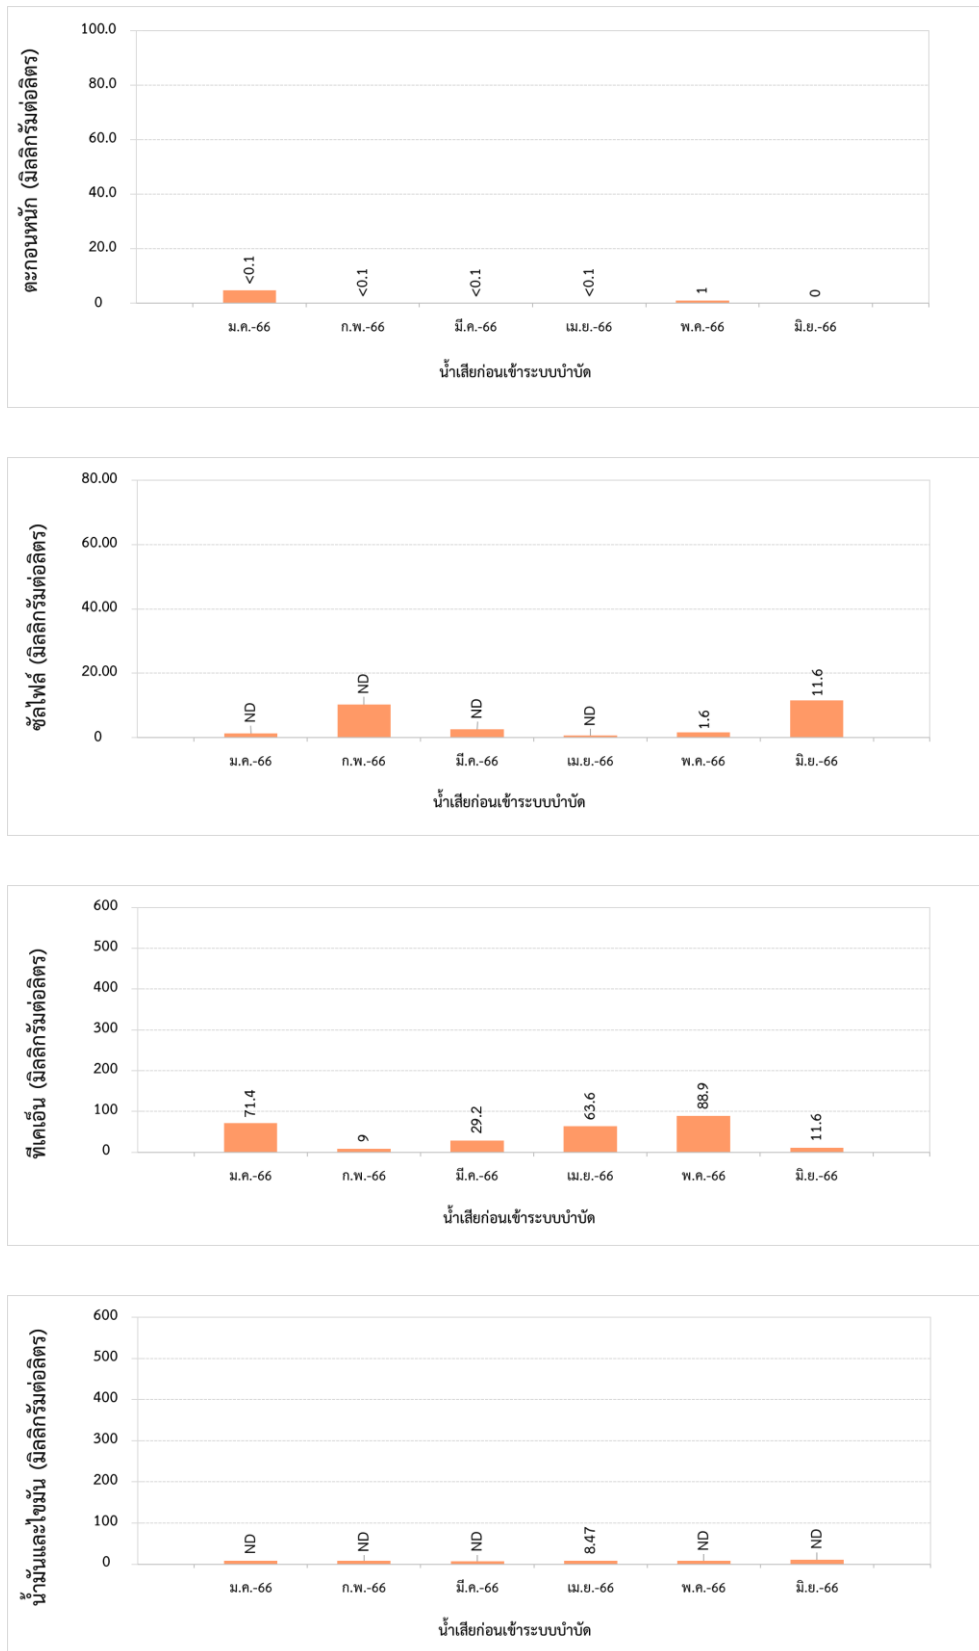 ตะกอนหนัก (มิลลิกรัมต่อลิตร)
100.0
80.0
60.0
40.0
20.0
0
<0.1
<0.1
<0.1
<0.1
1
0
ม.ค.-66 ก.พ.-66 มี.ค.-66 เม.ย.-66 พ.ค.-66 มิ.ย.-66
น้ำเสียก่อนเข้าระบบบำบัด
ซัลไฟล์ (มิลลิกรัมต่อลิตร)
80.00
60.00
40.00
20.00
0
ND
ND
ND
ND
1.6
11.6
ม.ค.-66 ก.พ.-66 มี.ค.-66 เม.ย.-66 พ.ค.-66 มิ.ย.-66
น้ำเสียก่อนเข้าระบบบำบัด
ทีเคเอ็น (มิลลิกรัมต่อลิตร)
600
500
400
300
200
100
0
71.4
9
29.2
63.6
88.9
11.6
ม.ค.-66 ก.พ.-66 มี.ค.-66 เม.ย.-66 พ.ค.-66 มิ.ย.-66
น้ำเสียก่อนเข้าระบบบำบัด
น้ำมันและไขมัน (มิลลิกรัมต่อลิตร)
600
500
400
300
200
100
0
ND
ND
ND
8.47
ND
ND
ม.ค.-66 ก.พ.-66 มี.ค.-66 เม.ย.-66 พ.ค.-66 มิ.ย.-66
น้ำเสียก่อนเข้าระบบบำบัด